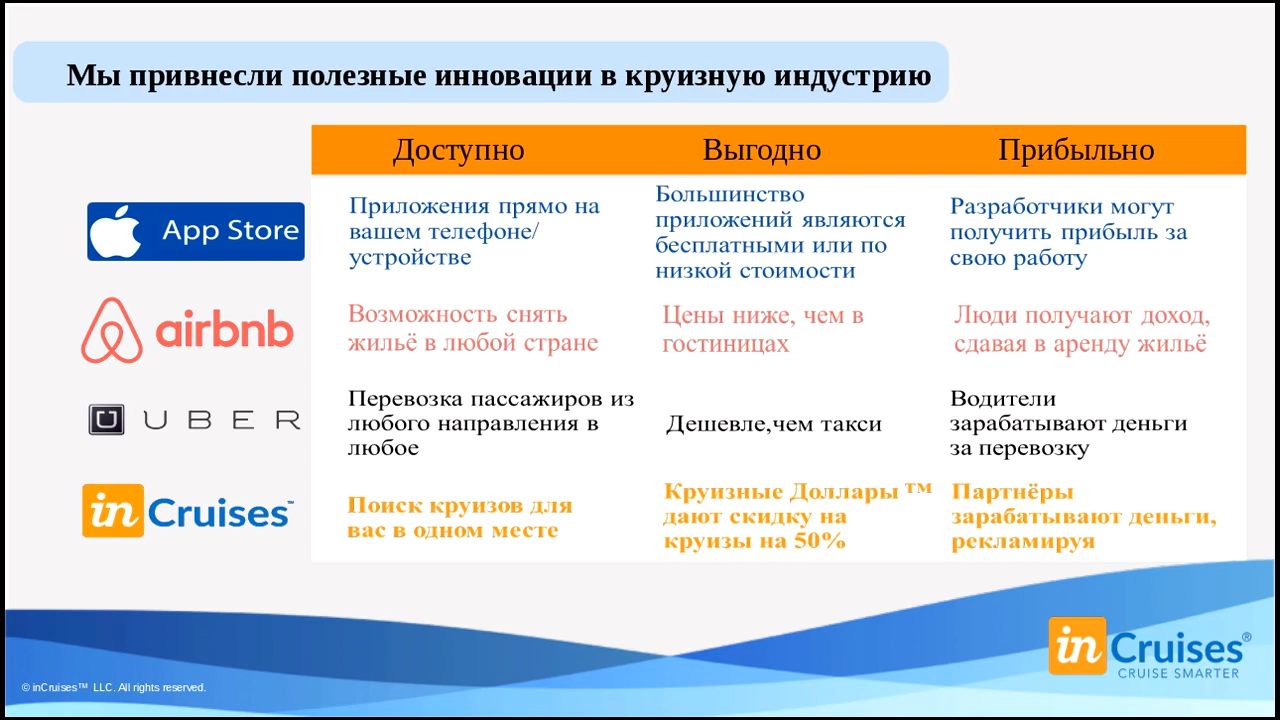 Мы привнесли полезные инновации в круизную индустрию
Доступно
Выгодно
Прибыльно
App Store
Приложения прямо на
вашем телефоне/
устройстве
Большинство
приложений являются
бесплатными или по
низкой стоимости
Разработчики могут
получить прибыль за
свою работу
airbnb
Возможность снять
жильё в любой стране
Цены ниже, чем в
гостиницах
Люди получают доход,
сдавая в аренду жильё
U UBER
Перевозка пассажиров из
любого направления в
любое
Дешевле,чем такси
Водители
зарабатывают деньги
за перевозку
in Cruises™
Поиск круизов для
вас в одном месте
Круизные Доллары ™
дают скидку на
круизы на 50%
Партнёры
зарабатывают деньги,
рекламируя
in Cruises®
CRUISE SMARTER
© inCruises™ LLC. All rights reserved.